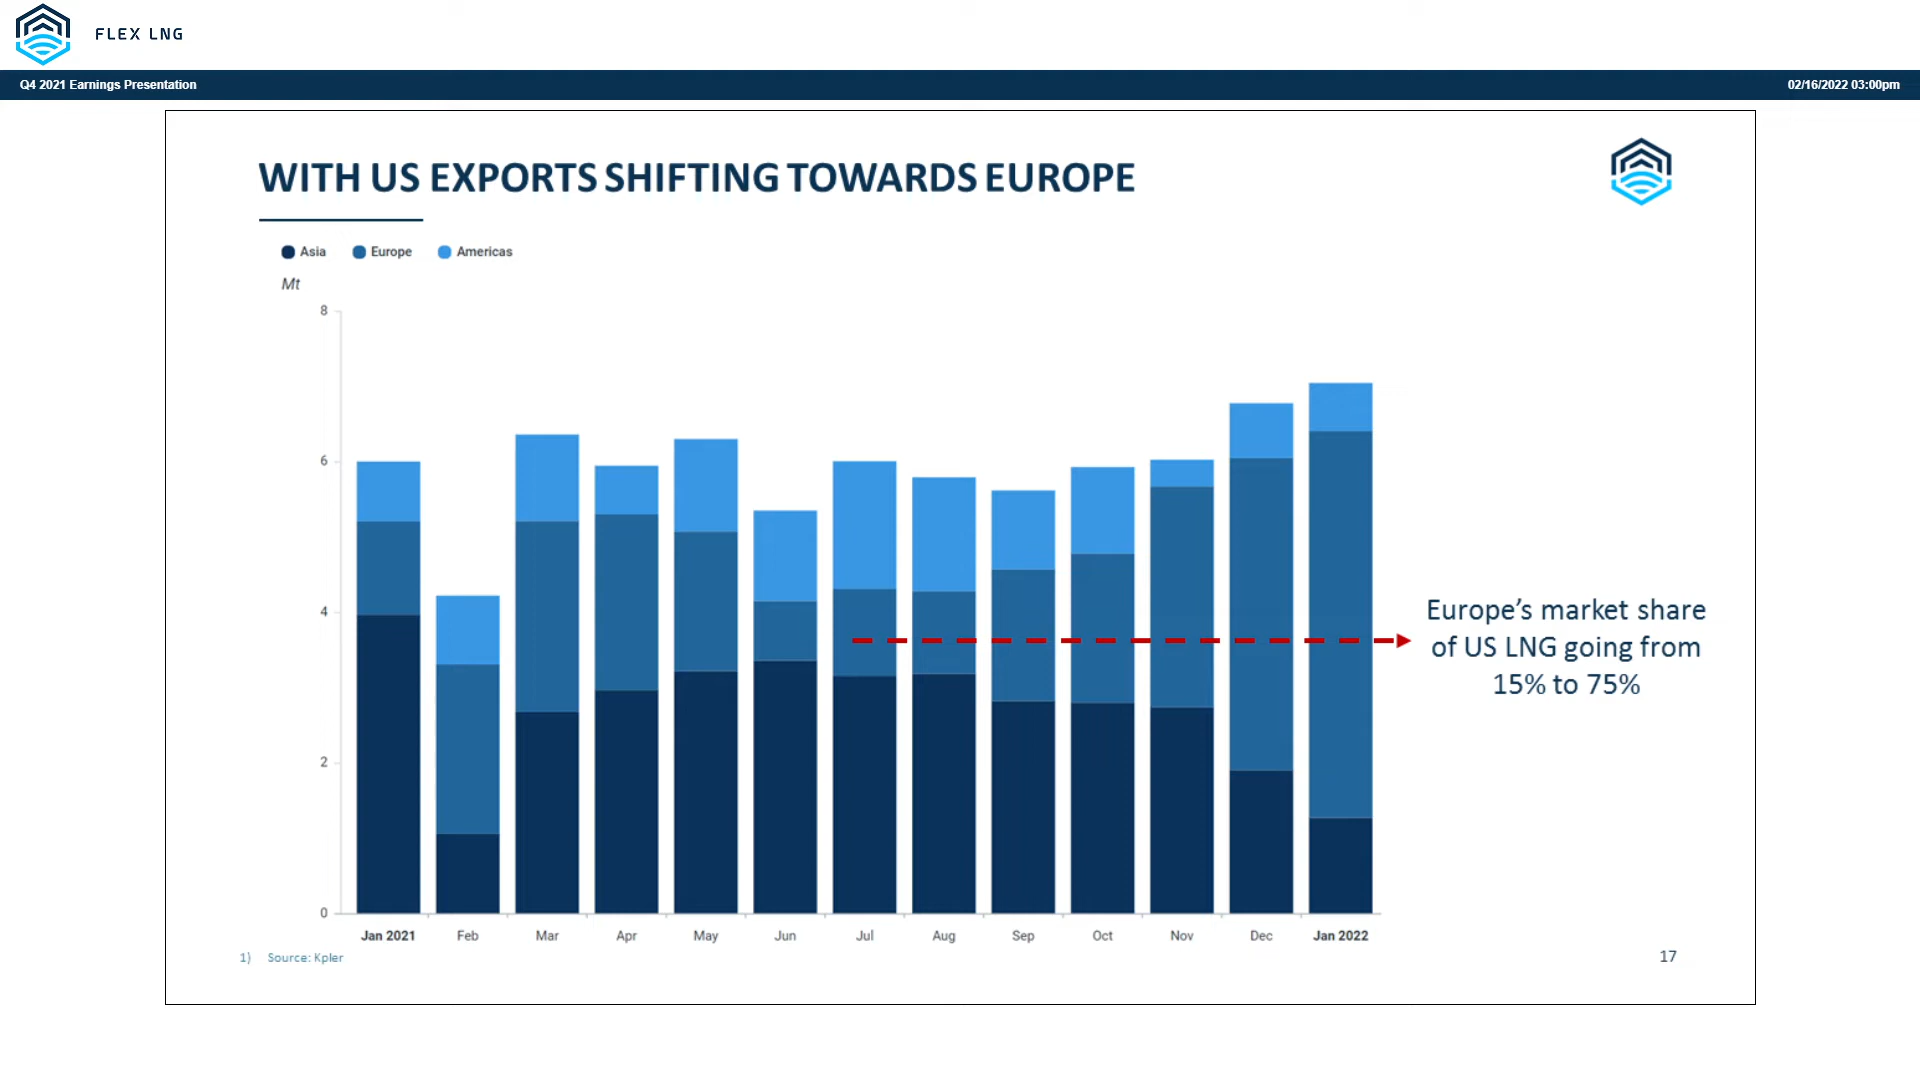 FLEX LNG
Q4 2021 Earnings Presentation
02/16/2022 03:00pm
WITH US EXPORTS SHIFTING TOWARDS EUROPE
Asia Europe Americas
Mt
8
6
4
2
0
Jan 2021 Feb Mar Apr May Jun Jul Aug Sep Oct Nov Dec Jan 2022
Europe’s market share
of US LNG going from
15% to 75%
1) Source: Kpler
17